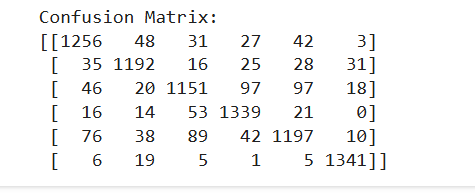 Confusion Matrix:
[[1256 48 31 27 42 3]
[ 35 1192 16 25 28 31]
[ 46 20 1151 97 97 18]
[ 16 14 53 1339 21 0]
[ 76 38 89 42 1197 10]
[ 6 19 5 1 5 1341]]